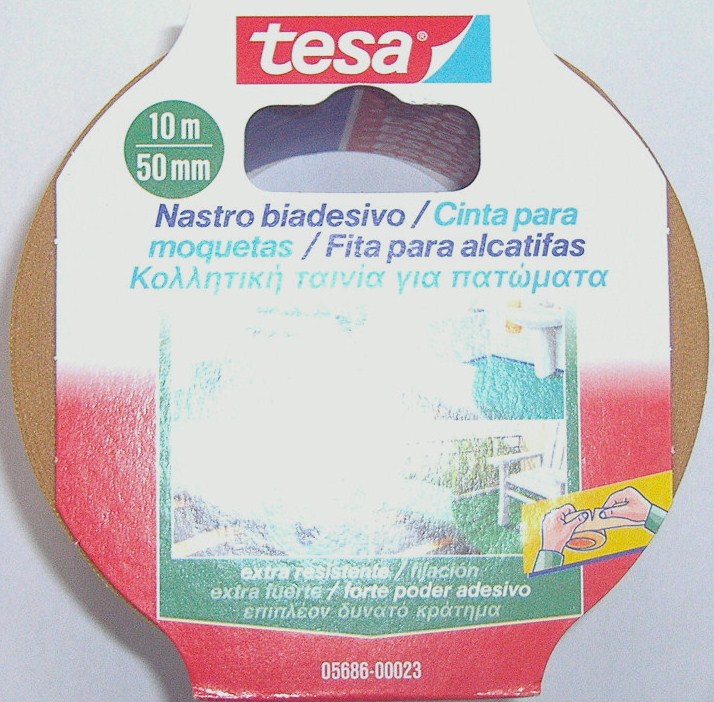 tesa®
10 m
50 mm
Nastro biadesivo / Cinta para
moquetas / Fita para alcatifas
Κολλητική ταινία για πατώματα
extra resistente / fijación
extra fuerte / forte poder adesivo
επιπλέον δυνατό κράτημα
05686-00023